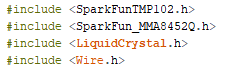 #include <SparkFunTMP102.h>
#include <SparkFun_MMA8452Q.h>
#include <LiquidCrystal.h>
#include <Wire.h>